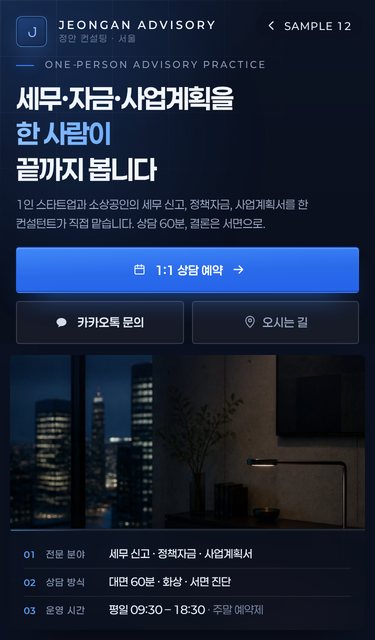 J
JEONGAN ADVISORY
정안 컨설팅 · 서울
SAMPLE 12
ONE-PERSON ADVISORY PRACTICE
세무·자금·사업계획을
한 사람이
끝까지 봅니다
1인 스타트업과 소상공인의 세무 신고, 정책자금, 사업계획서를 한
컨설턴트가 직접 맡습니다. 상담 60분, 결론은 서면으로.
1:1 상담 예약 →
카카오톡 문의
오시는 길
01 전문 분야 세무 신고 · 정책자금 · 사업계획서
02 상담 방식 대면 60분 · 화상 · 서면 진단
03 운영 시간 평일 09:30 – 18:30 · 주말 예약제